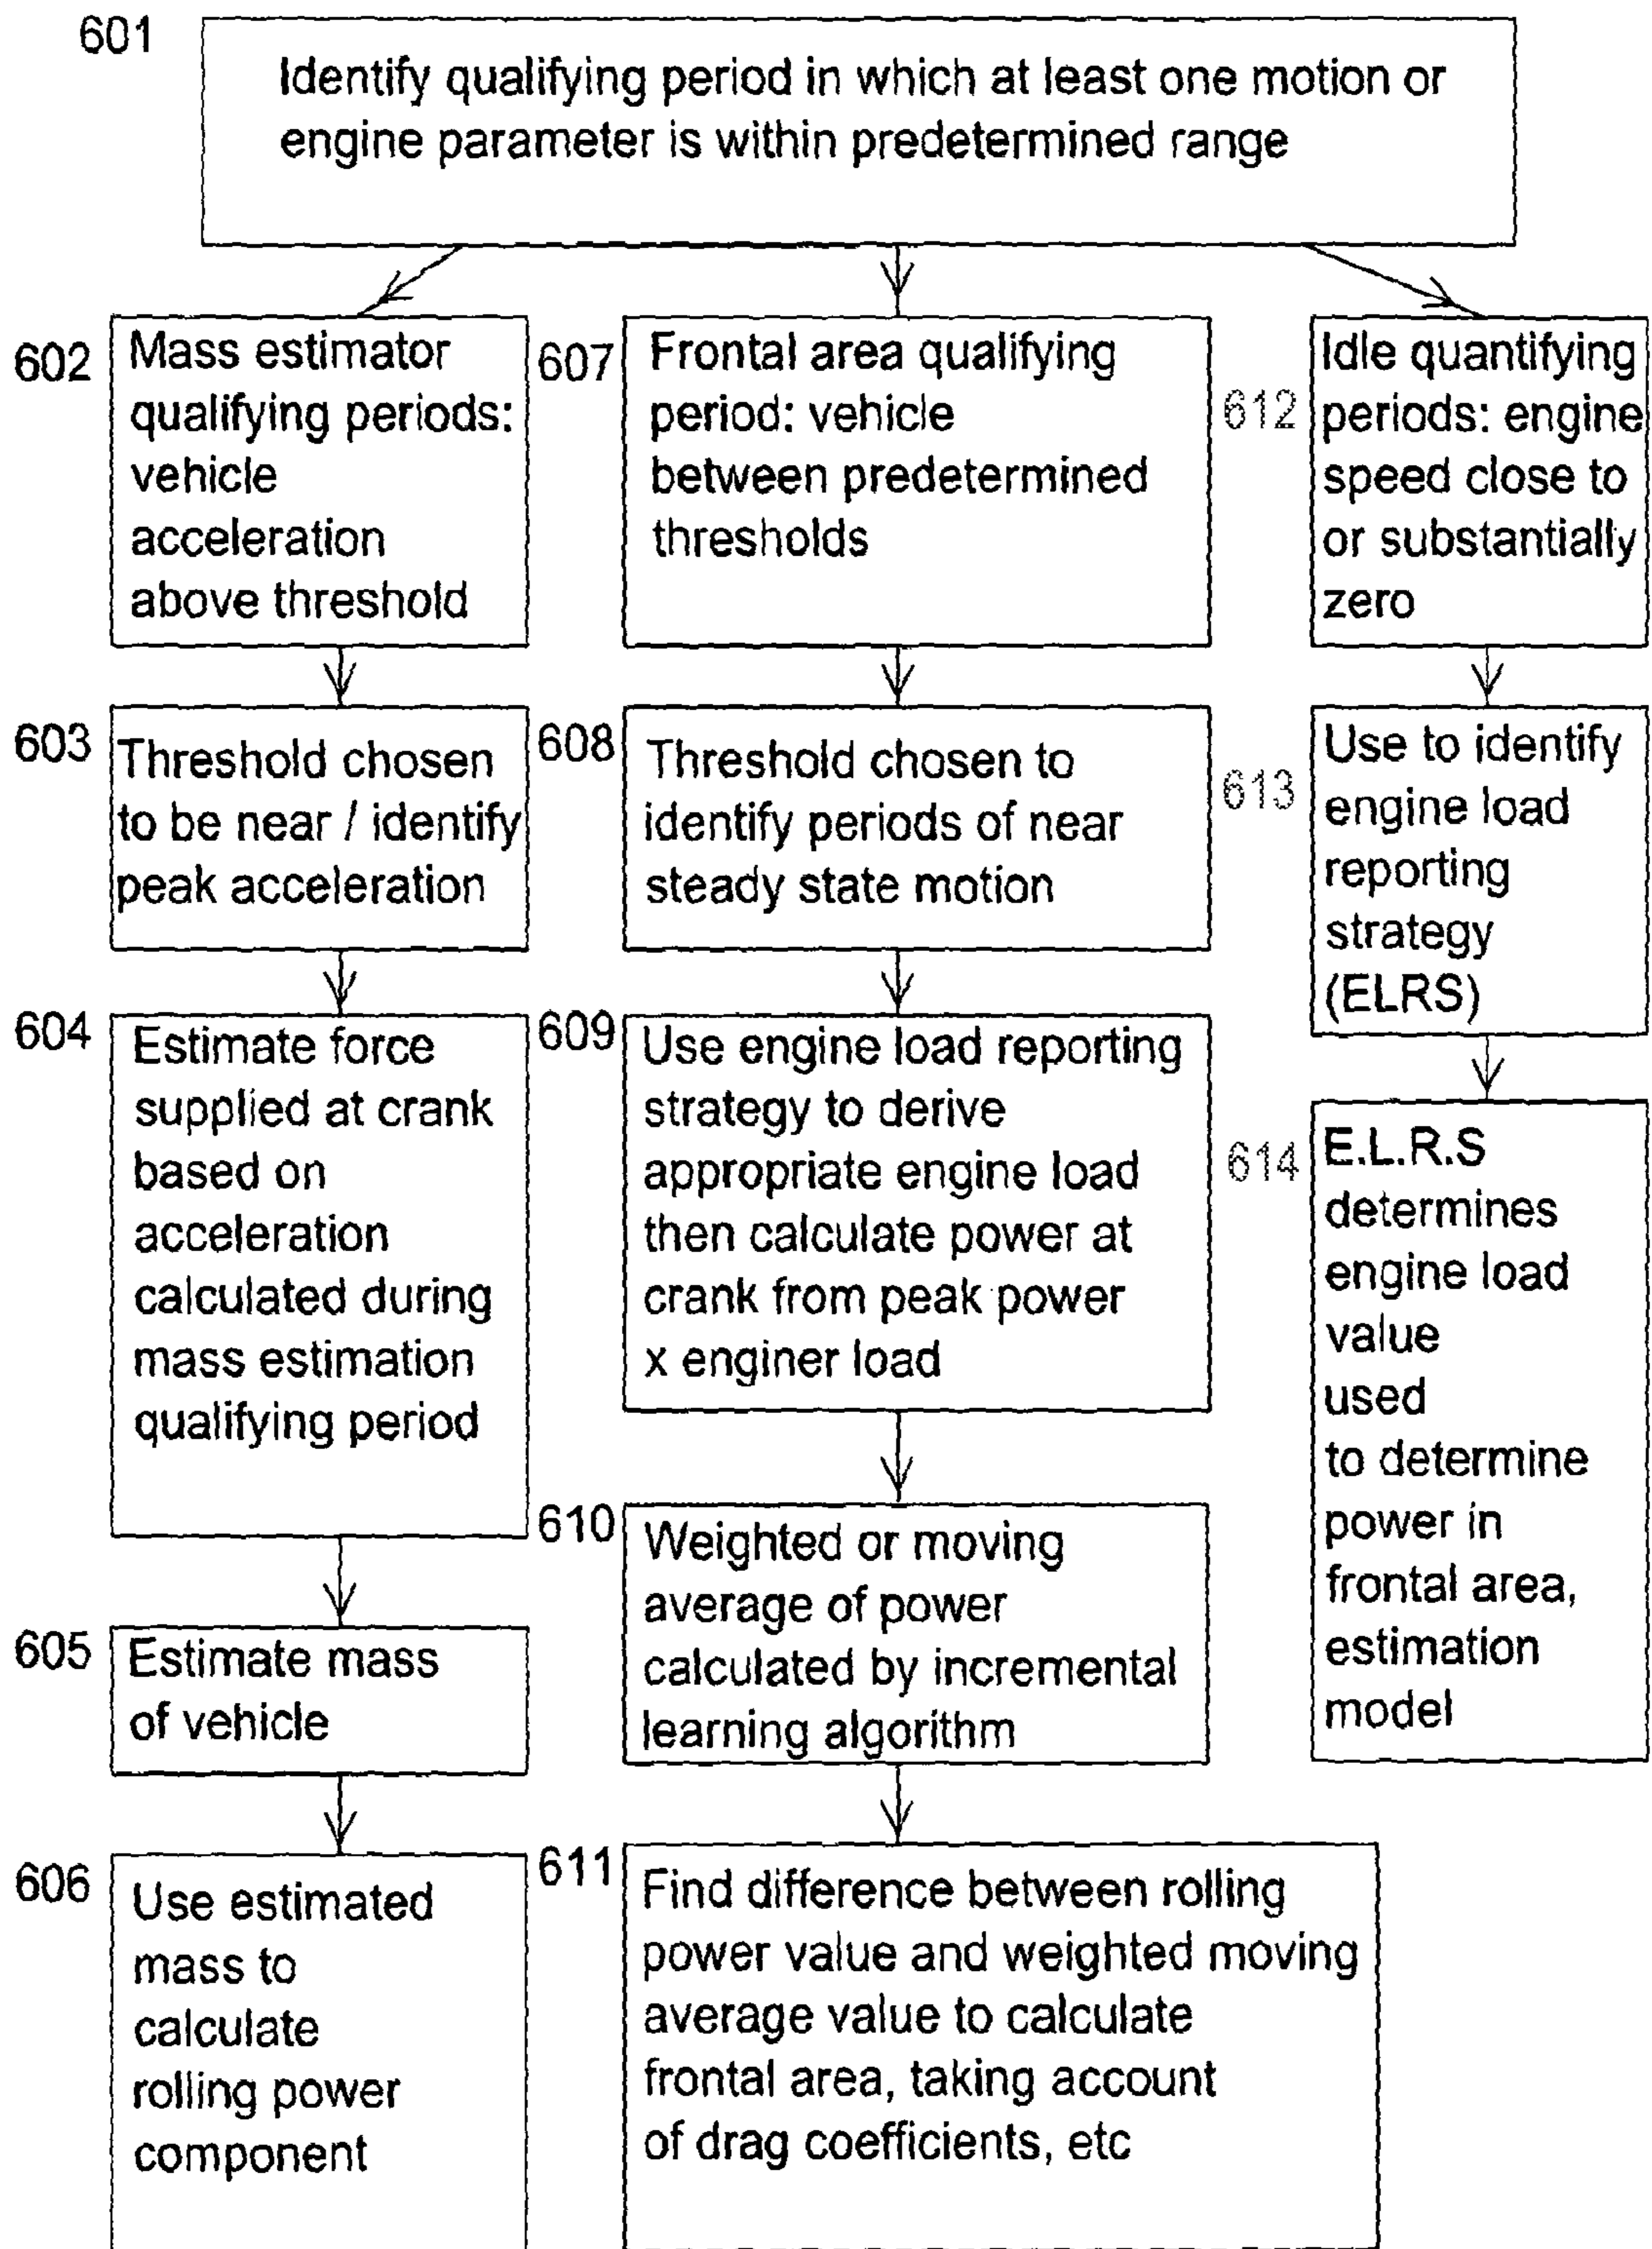 601
Identify qualifying period in which at least one motion or
engine parameter is within predetermined range
602
Mass estimator
qualifying periods:
vehicle
acceleration
above threshold
603
Threshold chosen
to be near / identify
peak acceleration
604
Estimate force
supplied at crank
based on
acceleration
calculated during
mass estimation
qualifying period
605
Estimate mass
of vehicle
606
Use estimated
mass to
calculate
rolling power
component
607
Frontal area qualifying
period: vehicle
between predetermined
thresholds
608
Threshold chosen to
identify periods of near
steady state motion
609
Use engine load reporting
strategy to derive
appropriate engine load
then calculate power at
crank from peak power
x enginer load
610
Weighted or moving
average of power
calculated by incremental
learning algorithm
611
Find difference between rolling
power value and weighted moving
average value to calculate
frontal area, taking account
of drag coefficients, etc
612
Idle quantifying
periods: engine
speed close to
or substantially
zero
613
Use to identify
engine load
reporting
strategy
(ELRS)
614
E.L.R.S
determines
engine load
value
used
to determine
power in
frontal area,
estimation
model